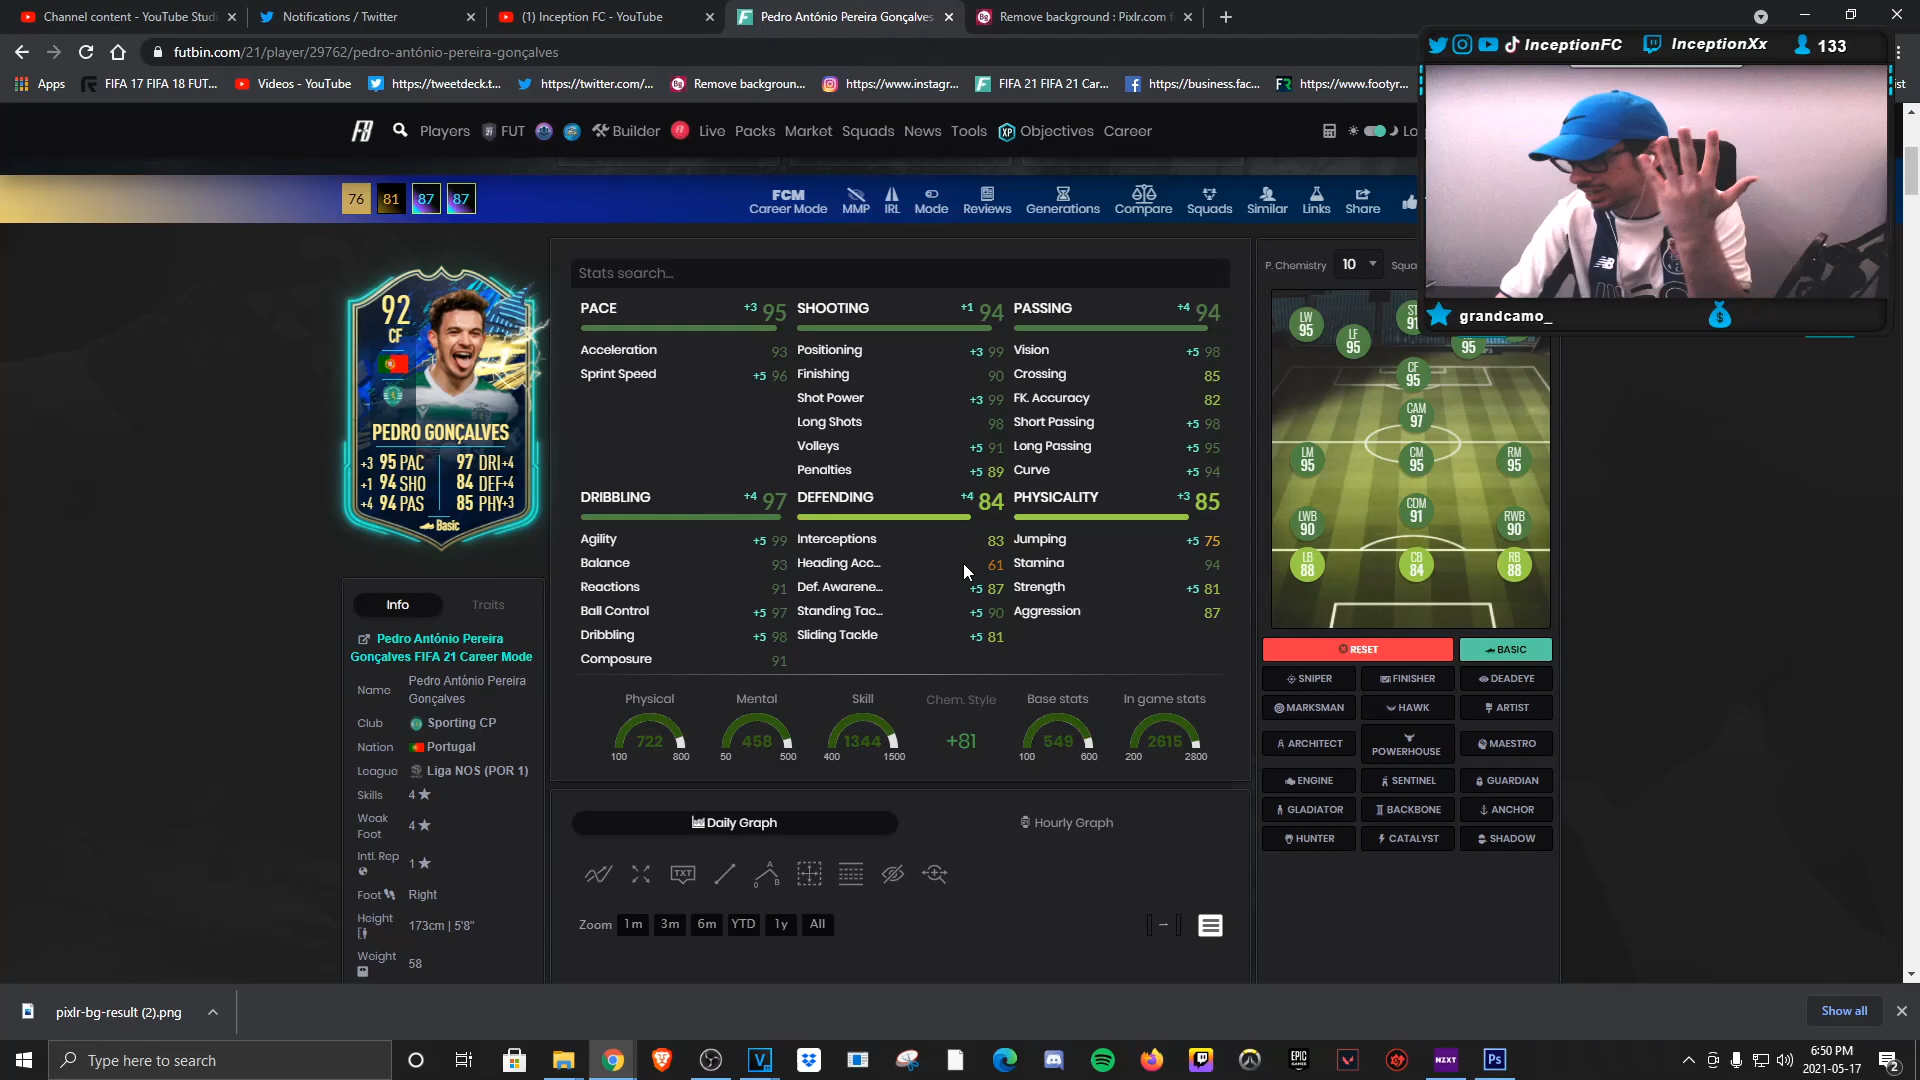 Channel content - YouTube Studi
Notifications / Twitter
(1) Inception FC - YouTube
Pedro António Pereira Gonçalves
Remove background : Pixlr.com f
futbin.com/21/player/29762/pedro-antónio-pereira-gonçalves
Apps
FIFA 17 FIFA 18 FUT...
Videos - YouTube
https://tweetdeck.t...
https://twitter.com/...
Remove backgroun...
https://www.instagr...
FIFA 21 FIFA 21 Car...
https://business.fac...
https://www.footyr...
InceptionFC
InceptionXx
133
grandcamo_
Players
FUT
Builder
Live
Packs
Market
Squads
News
Tools
XP Objectives
Career
76
81
87
87
FCM
Career Mode
MMP
IRL
Mode
Reviews
Generations
Compare
Squads
Similar
Links
Share
92
CF
PEDRO GONÇALVES
+3 95 PAC 97 DRI+4
+1 94 SHO 84 DEF+4
+4 94 PAS 85 PHY+3
Basic
Stats search...
PACE +3 95
Acceleration 93
Sprint Speed +5 96
SHOOTING +1 94
Positioning +3 99
Finishing 90
Shot Power +3 99
Long Shots 98
Volleys +5 91
Penalties +5 89
PASSING +4 94
Vision +5 98
Crossing 85
FK. Accuracy 82
Short Passing +5 98
Long Passing +5 95
Curve +5 94
DRIBBLING +4 97
Agility +5 99
Balance 93
Reactions 91
Ball Control +5 97
Dribbling +5 98
Composure 91
DEFENDING +4 84
Interceptions 83
Heading Acc... 61
Def. Awarene... +5 87
Standing Tac... +5 90
Sliding Tackle +5 81
PHYSICALITY +3 85
Jumping +5 75
Stamina 94
Strength +5 81
Aggression 87
Physical
722
100 800
Mental
458
50 500
Skill
1344
400 1500
Chem. Style
+81
Base stats
549
100 600
In game stats
2615
200 2800
P. Chemistry 10
LW
95
LF
95
95
CF
95
CAM
97
LM
95
CM
95
RM
95
CDM
91
LWB
90
RWB
90
LB
88
CB
84
RB
88
RESET
BASIC
SNIPER
FINISHER
DEADEYE
MARKSMAN
HAWK
ARTIST
ARCHITECT
POWERHOUSE
MAESTRO
ENGINE
SENTINEL
GUARDIAN
GLADIATOR
BACKBONE
ANCHOR
HUNTER
CATALYST
SHADOW
Info
Traits
Pedro António Pereira
Gonçalves FIFA 21 Career Mode
Name Pedro António Pereira
Gonçalves
Club Sporting CP
Nation Portugal
League Liga NOS (POR 1)
Skills 4
Weak
Foot 4
Intl. Rep 1
Foot Right
Height 173cm | 5'8"
Weight 58
Daily Graph
Hourly Graph
TXT
Zoom 1m 3m 6m YTD 1y All
pixlr-bg-result (2).png
Show all
Type here to search
6:50 PM
2021-05-17